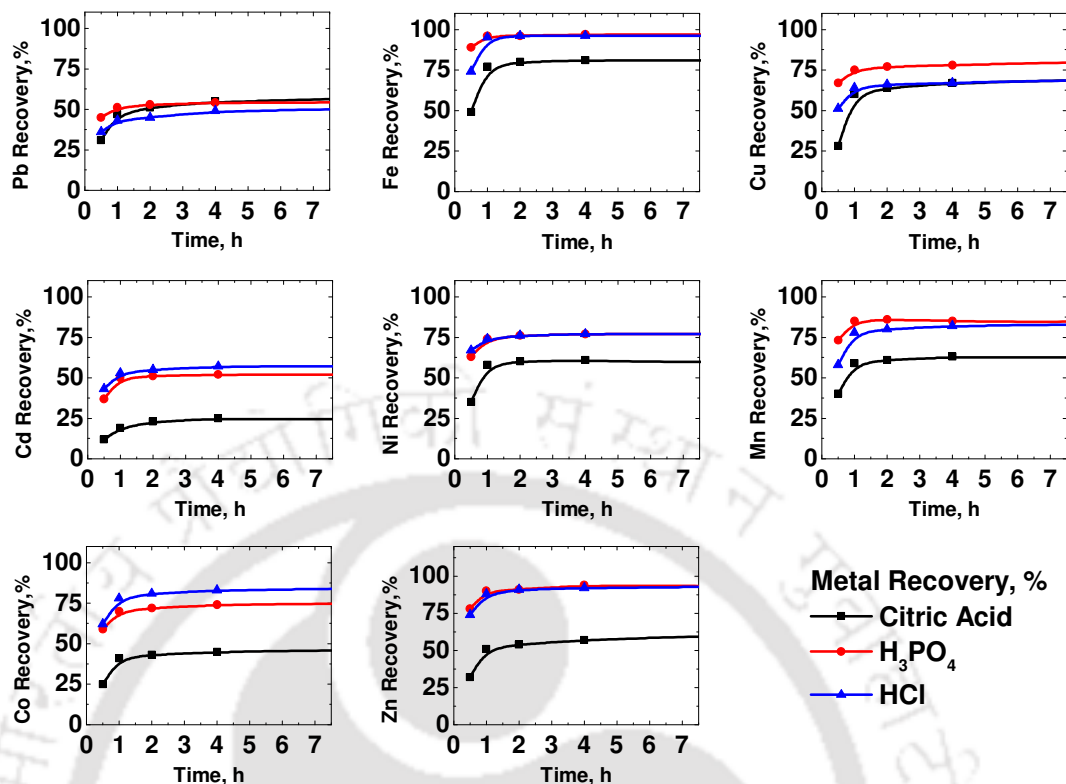 Pb Recovery,%
100
75
50
25
0
0 1 2 3 4 5 6 7
Time, h
Fe Recovery,%
100
75
50
25
0
0 1 2 3 4 5 6 7
Time, h
Cu Recovery,%
100
75
50
25
0
0 1 2 3 4 5 6 7
Time, h
Cd Recovery,%
100
75
50
25
0
0 1 2 3 4 5 6 7
Time, h
Ni Recovery,%
100
75
50
25
0
0 1 2 3 4 5 6 7
Time, h
Mn Recovery,%
100
75
50
25
0
0 1 2 3 4 5 6 7
Time, h
Co Recovery,%
100
75
50
25
0
0 1 2 3 4 5 6 7
Time, h
Zn Recovery,%
100
75
50
25
0
0 1 2 3 4 5 6 7
Time, h
Metal Recovery, %
Citric Acid
H₃PO₄
HCl
संस्थान